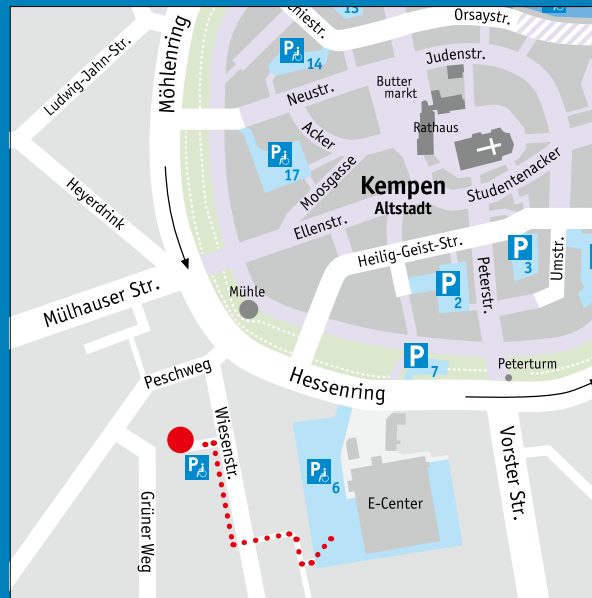 Orsaystr.
13
Ludwig-Jahn-Str.
Möhlenring
P
14
Judenstr.
Neustr.
Butter
markt
Rathaus
Acker
P
17
Moosgasse
Kempen
Altstadt
Studentenacker
Heyerdrink
Ellenstr.
Heilig-Geist-Str.
P
3
Umstr.
Peterstr.
P
2
Mülhauser Str.
Mühle
P
7
Peterturm
Peschweg
Hessenring
Wiesenstr.
Vorster Str.
P
P
6
E-Center
Grüner Weg